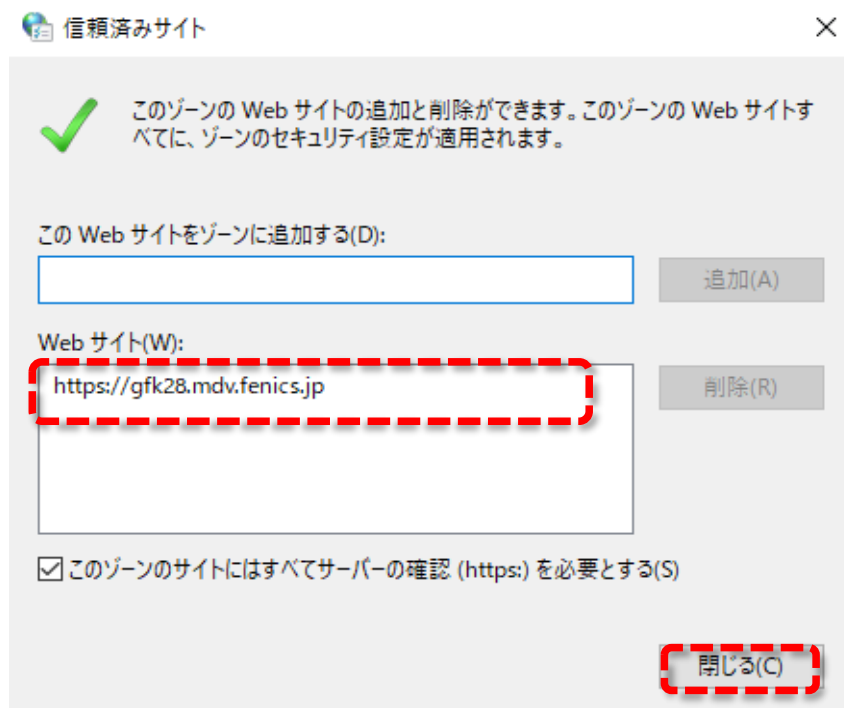 信頼済みサイト
このゾーンの Web サイトの追加と削除ができます。このゾーンの Web サイトす
べてに、ゾーンのセキュリティ設定が適用されます。
この Web サイトをゾーンに追加する(D):
追加(A)
Web サイト(W):
https://gfk28.mdv.fenics.jp
削除(R)
このゾーンのサイトにはすべてサーバーの確認 (https:) を必要とする(S)
閉じる(C)